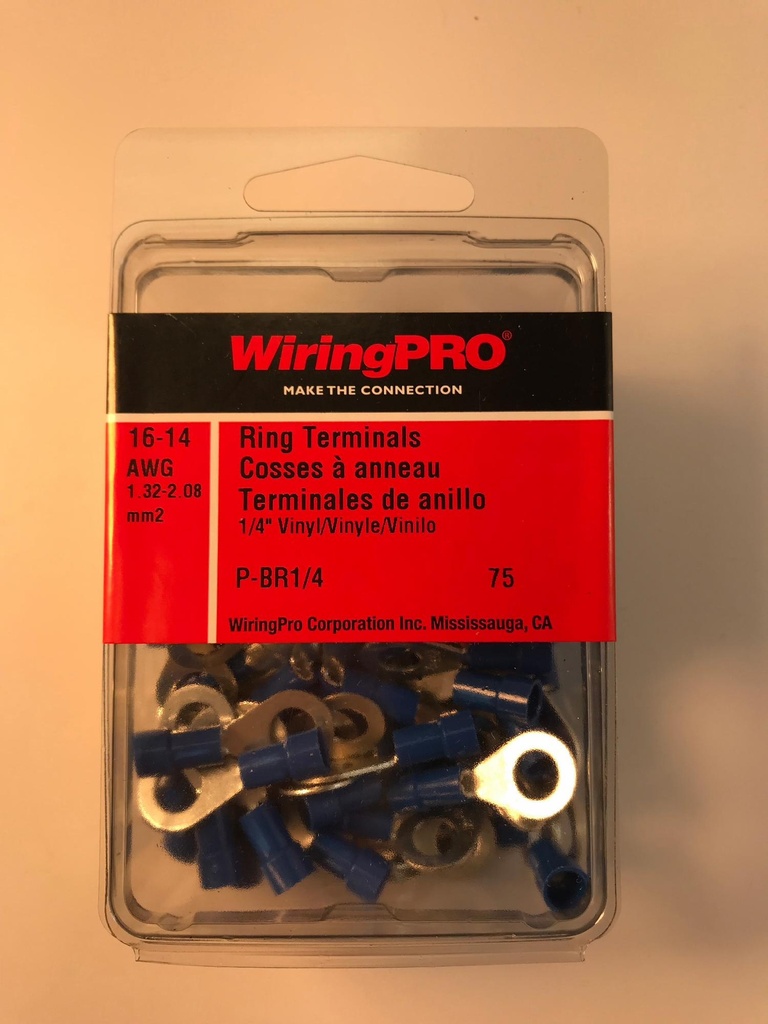 WiringPRO®
MAKE THE CONNECTION
16-14
AWG
1.32-2.08
mm2
Ring Terminals
Cosses à anneau
Terminales de anillo
1/4" Vinyl/Vinyle/Vinilo
P-BR1/4 75
WiringPro Corporation Inc. Mississauga, CA